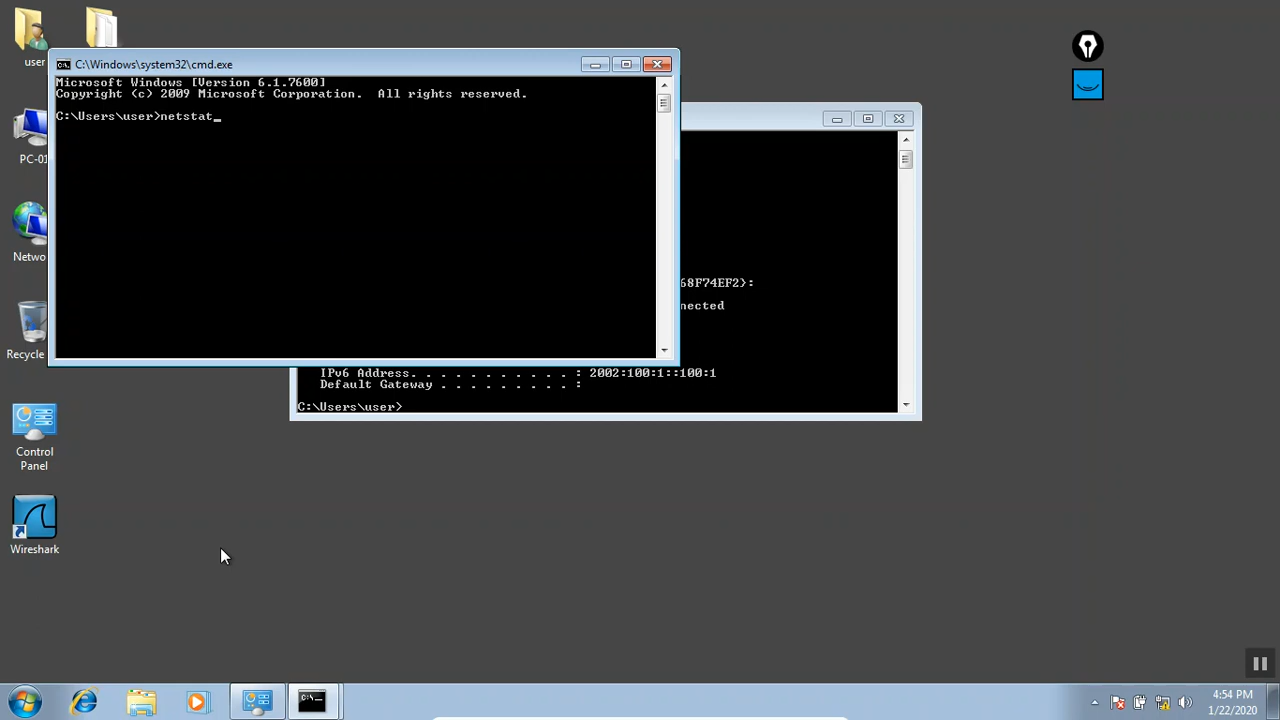 user
PC-01
Netwo
Recycle
Control
Panel
Wireshark
C:\Windows\system32\cmd.exe
Microsoft Windows [Version 6.1.7600]
Copyright (c) 2009 Microsoft Corporation.  All rights reserved.
C:\Users\user>netstat_
68F74EF2}:
nected
IPv6 Address. . . . . . . . . . . : 2002:100:1::100:1
Default Gateway . . . . . . . . . :
C:\Users\user>
C:\_
4:54 PM
1/22/2020